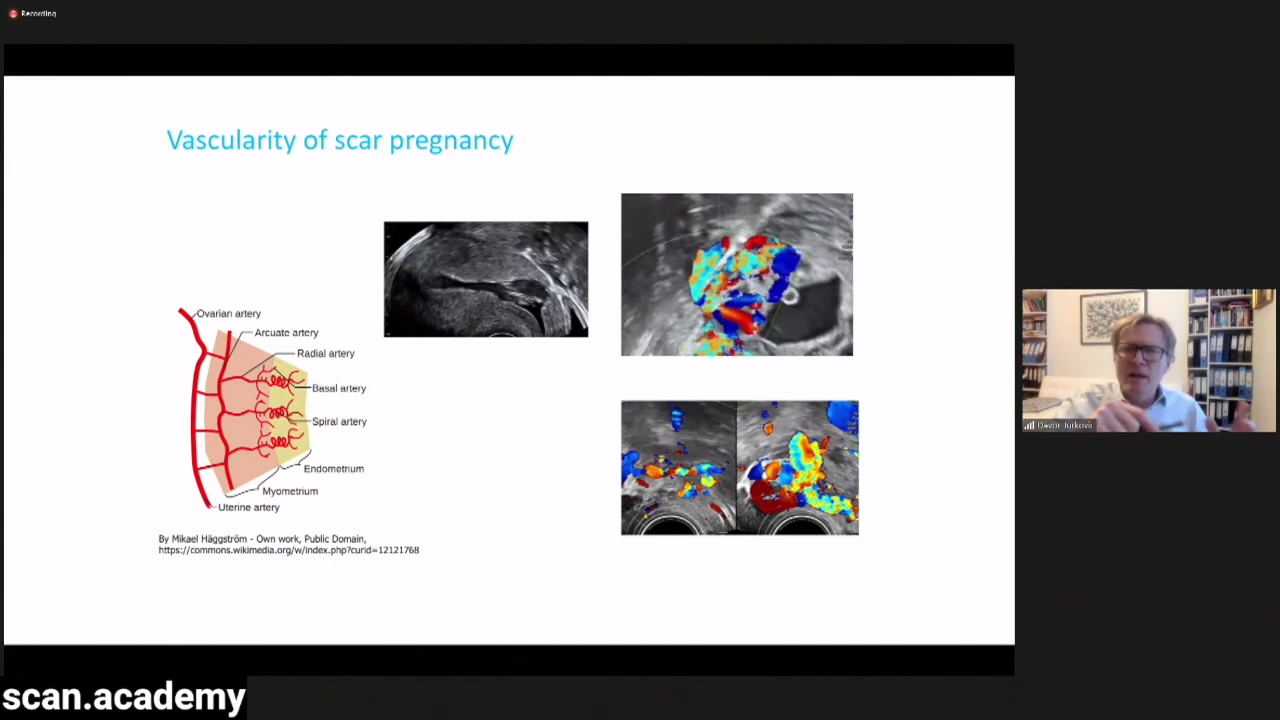 Recording
Vascularity of scar pregnancy
Ovarian artery
Arcuate artery
Radial artery
Basal artery
Spiral artery
Endometrium
Myometrium
Uterine artery
By Mikael Häggström - Own work, Public Domain,
https://commons.wikimedia.org/w/index.php?curid=12121768
Davor Jurkovic
scan.academy